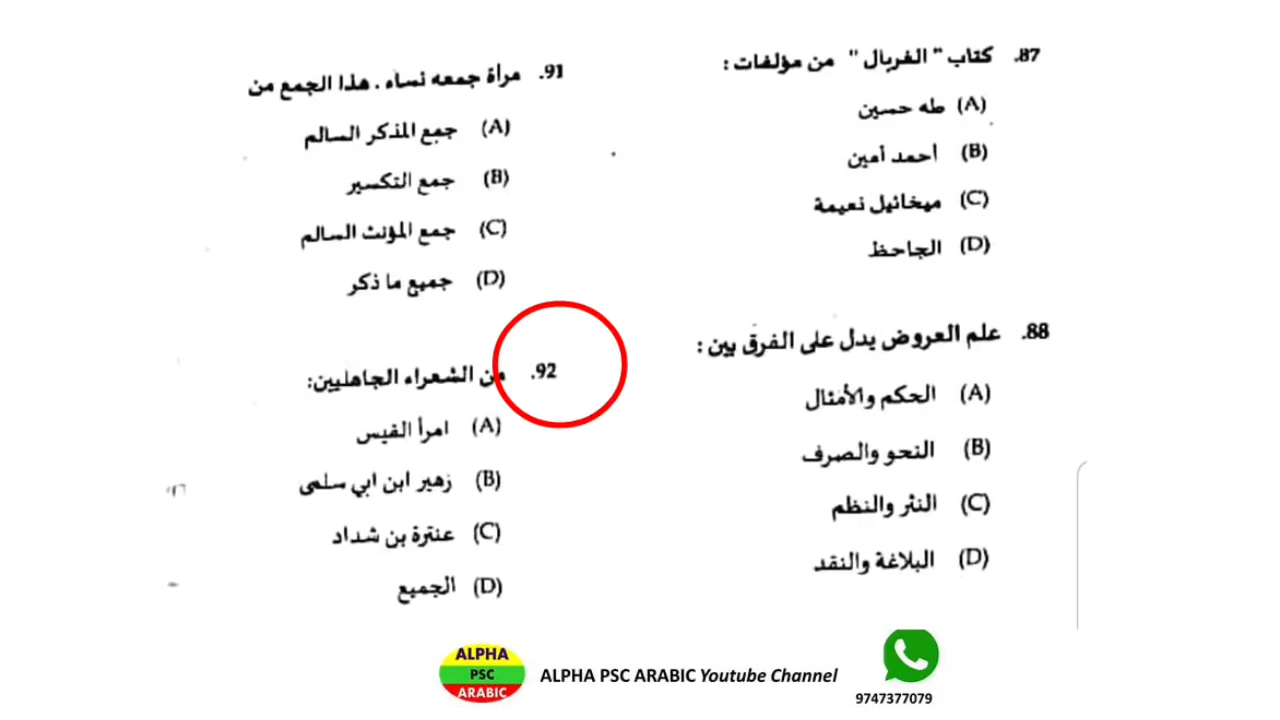 87. كتاب " الغربال " من مؤلفات :
(A) طه حسين
(B) احمد أمين
(C) ميخائيل نعيمة
(D) الجاحظ
88. علم العروض يدل على الفرق بين :
(A) الحكم والأمثال
(B) النحو والصرف
(C) النثر والنظم
(D) البلاغة والنقد
91. مرأة جمعه نساء . هذا الجمع من
(A) جمع المذكر السالم
(B) جمع التكسير
(C) جمع المؤنث السالم
(D) جميع ما ذكر
92. من الشعراء الجاهليين:
(A) امرأ القيس
(B) زهير ابن ابي سلمى
(C) عنترة بن شداد
(D) الجميع
ALPHA
PSC
ARABIC
ALPHA PSC ARABIC Youtube Channel
9747377079